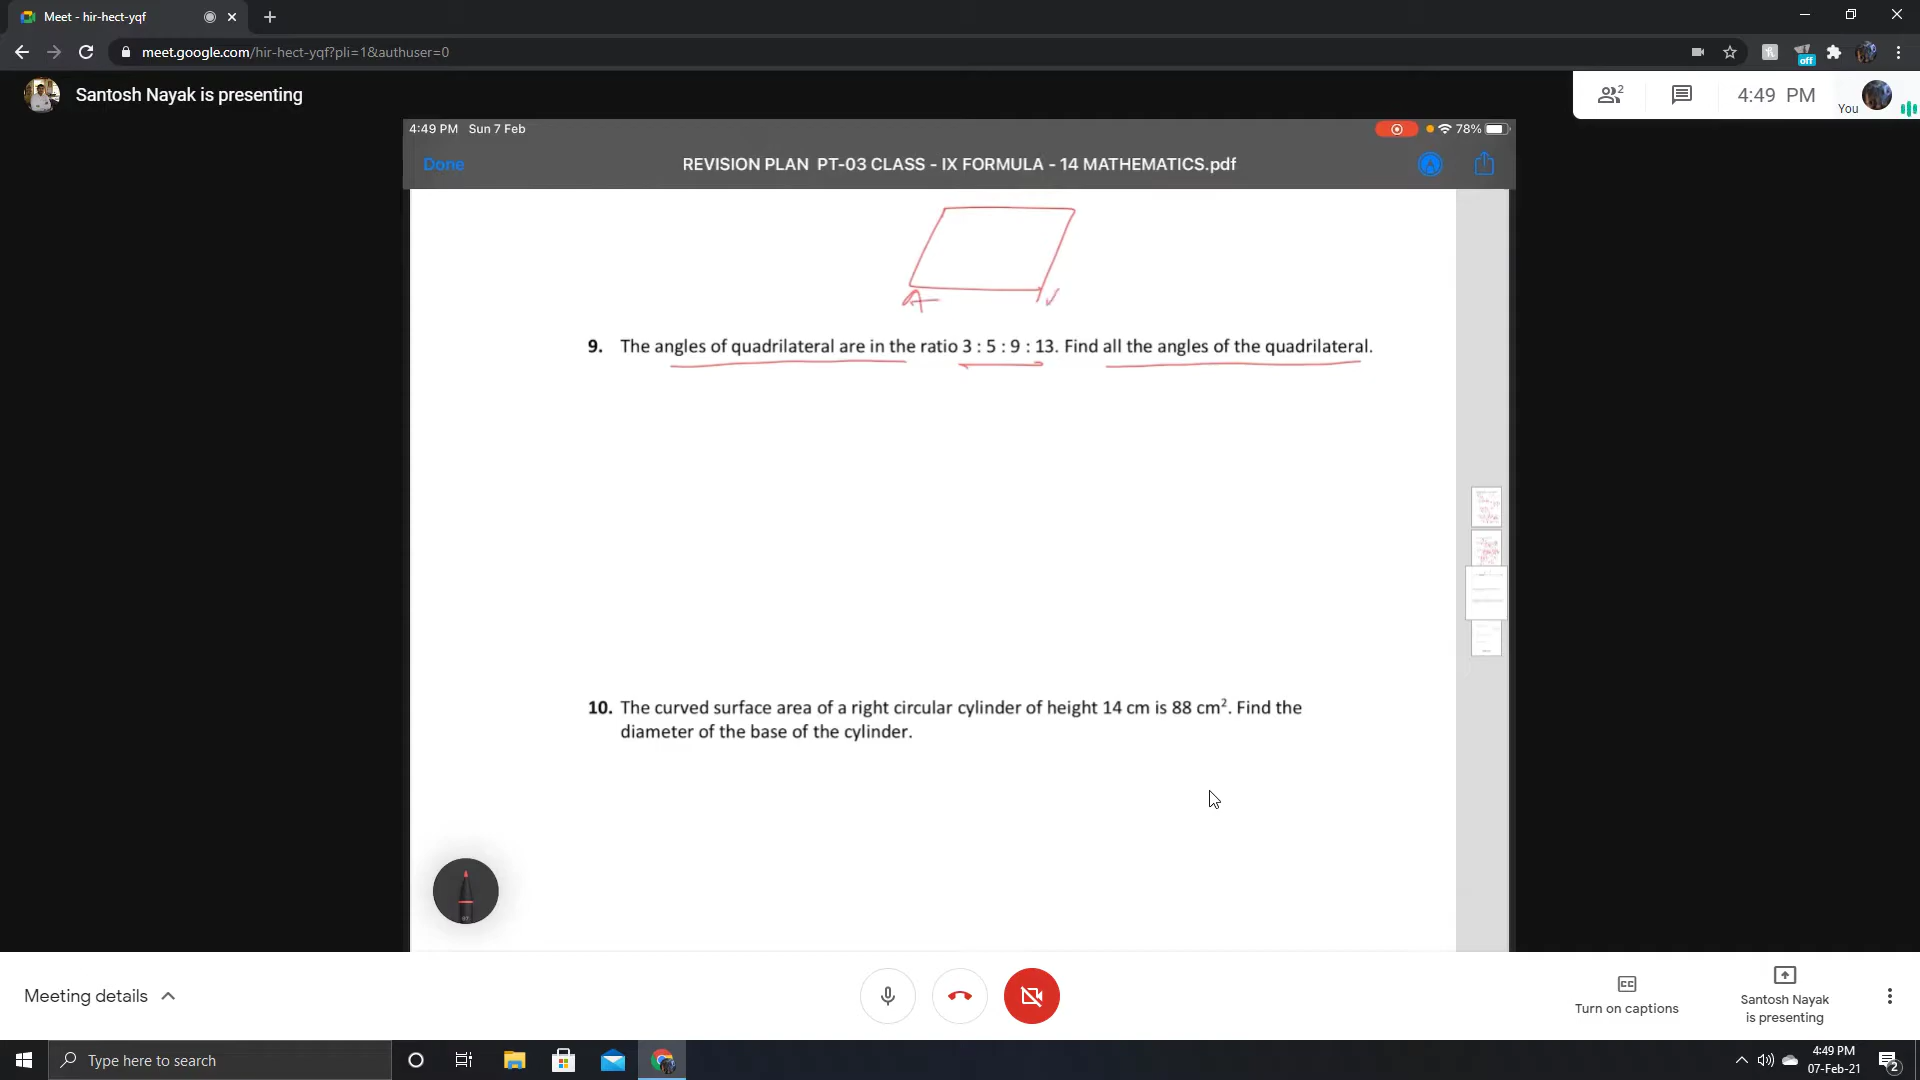 Meet - hir-hect-yqf
meet.google.com/hir-hect-yqf?pli=1&authuser=0
off
Santosh Nayak is presenting
2
4:49 PM
You
4:49 PM Sun 7 Feb
78%
Done
REVISION PLAN PT-03 CLASS - IX FORMULA - 14 MATHEMATICS.pdf
A
9. The angles of quadrilateral are in the ratio 3 : 5 : 9 : 13. Find all the angles of the quadrilateral.
10. The curved surface area of a right circular cylinder of height 14 cm is 88 cm². Find the
diameter of the base of the cylinder.
Meeting details
Turn on captions
Santosh Nayak
is presenting
Type here to search
4:49 PM
07-Feb-21
2